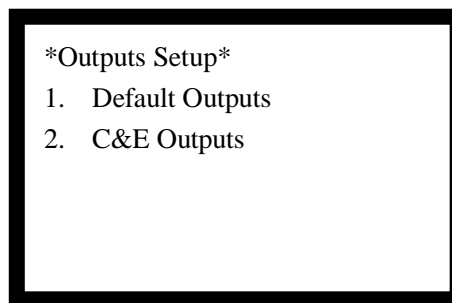 *Outputs Setup*
1. Default Outputs
2. C&E Outputs